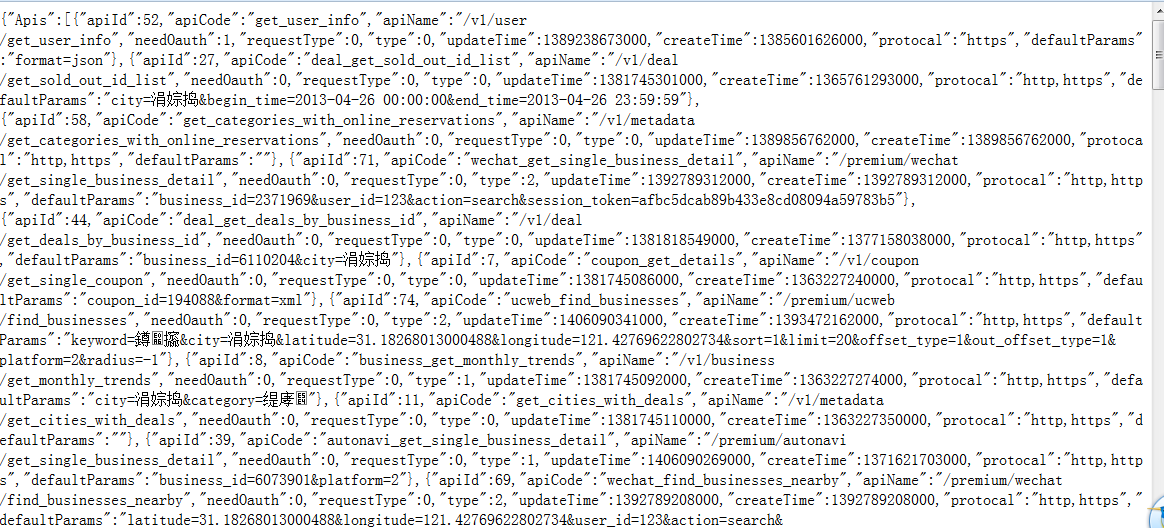 {"Apis":[{"apiId":52,"apiCode":"get_user_info","apiName":"/v1/user
/get_user_info","needOauth":1,"requestType":0,"type":0,"updateTime":1389238673000,"createTime":1385601626000,"protocal":"https","defaultParams"
:"format=json"},{"apiId":27,"apiCode":"deal_get_sold_out_id_list","apiName":"/v1/deal
/get_sold_out_id_list","needOauth":0,"requestType":0,"type":0,"updateTime":1381745301000,"createTime":1365761293000,"protocal":"http,https","de
faultParams":"city=涓婃捣&begin_time=2013-04-26 00:00:00&end_time=2013-04-26 23:59:59"},
{"apiId":58,"apiCode":"get_categories_with_online_reservations","apiName":"/v1/metadata
/get_categories_with_online_reservations","needOauth":0,"requestType":0,"type":0,"updateTime":1389856762000,"createTime":1389856762000,"protoca
l":"http,https","defaultParams":""},{"apiId":71,"apiCode":"wechat_get_single_business_detail","apiName":"/premium/wechat
/get_single_business_detail","needOauth":0,"requestType":0,"type":2,"updateTime":1392789312000,"createTime":1392789312000,"protocal":"http,http
s","defaultParams":"business_id=2371969&user_id=123&action=search&session_token=afbc5dcab89b433e8cd08094a59783b5"},
{"apiId":44,"apiCode":"deal_get_deals_by_business_id","apiName":"/v1/deal
/get_deals_by_business_id","needOauth":0,"requestType":0,"type":0,"updateTime":1381818549000,"createTime":1377158038000,"protocal":"http,https"
,"defaultParams":"business_id=6110204&city=涓婃捣"},{"apiId":7,"apiCode":"coupon_get_details","apiName":"/v1/coupon
/get_single_coupon","needOauth":0,"requestType":0,"type":0,"updateTime":1381745086000,"createTime":1363227240000,"protocal":"http,https","defau
ltParams":"coupon_id=194088&format=xml"},{"apiId":74,"apiCode":"ucweb_find_businesses","apiName":"/premium/ucweb
/find_businesses","needOauth":0,"requestType":0,"type":2,"updateTime":1406090341000,"createTime":1393472162000,"protocal":"http,https","default
Params":"keyword=&city=涓婃捣&latitude=31.18268013000488&longitude=121.42769622802734&sort=1&limit=20&offset_type=1&out_offset_type=1&
platform=2&radius=-1"},{"apiId":8,"apiCode":"business_get_monthly_trends","apiName":"/v1/business
/get_monthly_trends","needOauth":0,"requestType":0,"type":1,"updateTime":1381745092000,"createTime":1363227274000,"protocal":"http,https","defa
ultParams":"city=涓婃捣&category="},{"apiId":11,"apiCode":"get_cities_with_deals","apiName":"/v1/metadata
/get_cities_with_deals","needOauth":0,"requestType":0,"type":0,"updateTime":1381745110000,"createTime":1363227350000,"protocal":"http,https","d
efaultParams":""},{"apiId":39,"apiCode":"autonavi_get_single_business_detail","apiName":"/premium/autonavi
/get_single_business_detail","needOauth":0,"requestType":0,"type":1,"updateTime":1406090269000,"createTime":1371621703000,"protocal":"http,http
s","defaultParams":"business_id=6073901&platform=2"},{"apiId":69,"apiCode":"wechat_find_businesses_nearby","apiName":"/premium/wechat
/find_businesses_nearby","needOauth":0,"requestType":0,"type":2,"updateTime":1392789208000,"createTime":1392789208000,"protocal":"http,https","
defaultParams":"latitude=31.18268013000488&longitude=121.42769622802734&user_id=123&action=search&